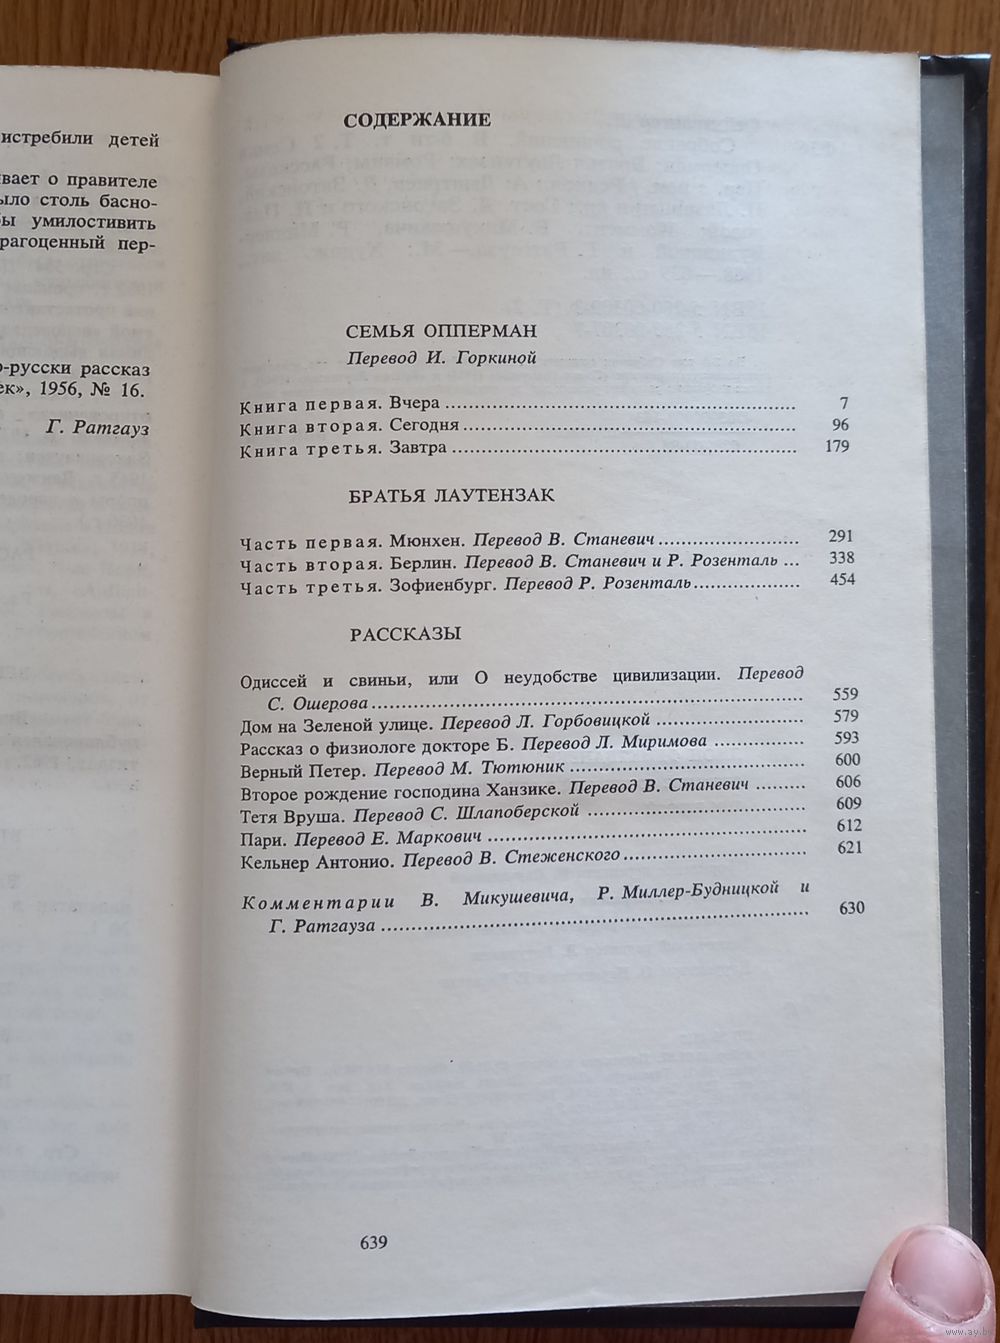 истребили детей
вает о правителе
ыло столь басно-
ы умилостивить
рагоценный пер-
о-русски рассказ
ек», 1956, № 16.
Г. Ратгауз
СОДЕРЖАНИЕ
СЕМЬЯ ОППЕРМАН
Перевод И. Горкиной
Книга первая. Вчера ........ 7
Книга вторая. Сегодня ........ 96
Книга третья. Завтра ........ 179
БРАТЬЯ ЛАУТЕНЗАК
Часть первая. Мюнхен. Перевод В. Станевич ........ 291
Часть вторая. Берлин. Перевод В. Станевич и Р. Розенталь ... 338
Часть третья. Зофиенбург. Перевод Р. Розенталь ........ 454
РАССКАЗЫ
Одиссей и свиньи, или О неудобстве цивилизации. Перевод
С. Ошерова ........ 559
Дом на Зеленой улице. Перевод Л. Горбовицкой ........ 579
Рассказ о физиологе докторе Б. Перевод Л. Миримова ........ 593
Верный Петер. Перевод М. Тютюник ........ 600
Второе рождение господина Ханзике. Перевод В. Станевич ........ 606
Тетя Вруша. Перевод С. Шлапоберской ........ 609
Пари. Перевод Е. Маркович ........ 612
Кельнер Антонио. Перевод В. Стеженского ........ 621
Комментарии В. Микушевича, Р. Миллер-Будницкой и
Г. Ратгауза ........ 630
639
www.ay.by